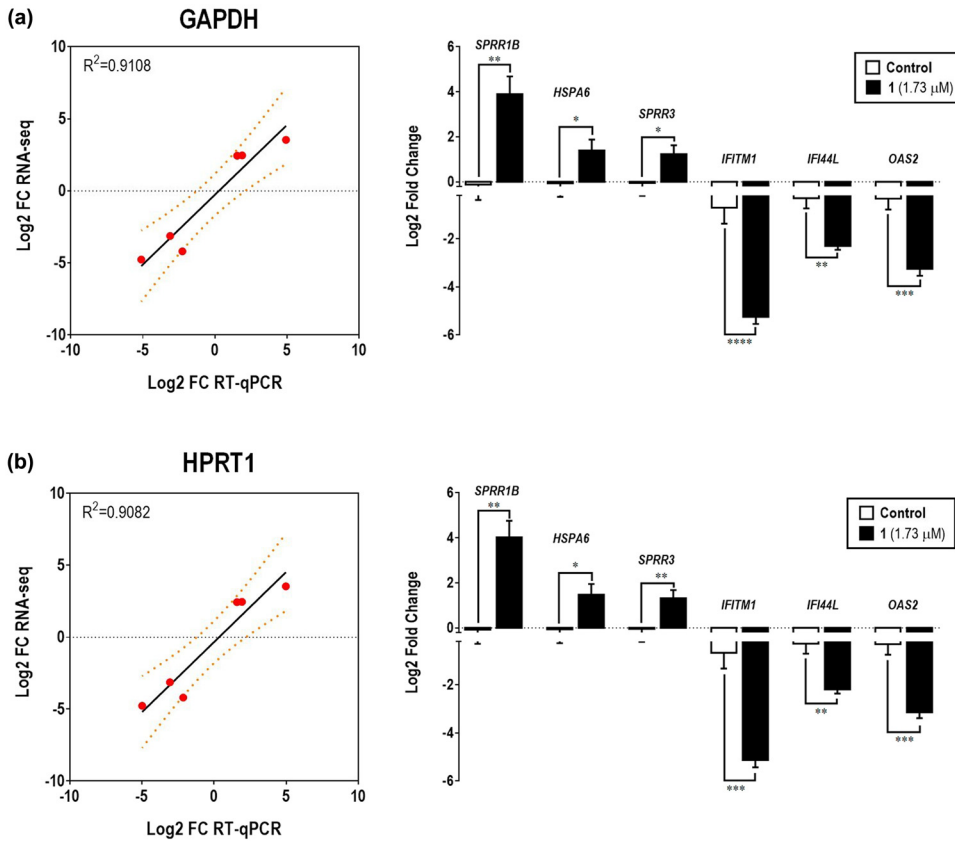 (a)
GAPDH
R²=0.9108
10
5
0
-5
-10
Log2 FC RNA-seq
-10 -5 0 5 10
Log2 FC RT-qPCR
6
4
2
0
-2
-4
-6
Log2 Fold Change
SPRR1B
**
HSPA6
*
SPRR3
*
IFITM1
****
IFI44L
**
OAS2
***
Control
1 (1.73 µM)
(b)
HPRT1
R²=0.9082
10
5
0
-5
-10
Log2 FC RNA-seq
-10 -5 0 5 10
Log2 FC RT-qPCR
6
4
2
0
-2
-4
-6
Log2 Fold Change
SPRR1B
**
HSPA6
*
SPRR3
**
IFITM1
***
IFI44L
**
OAS2
***
Control
1 (1.73 µM)